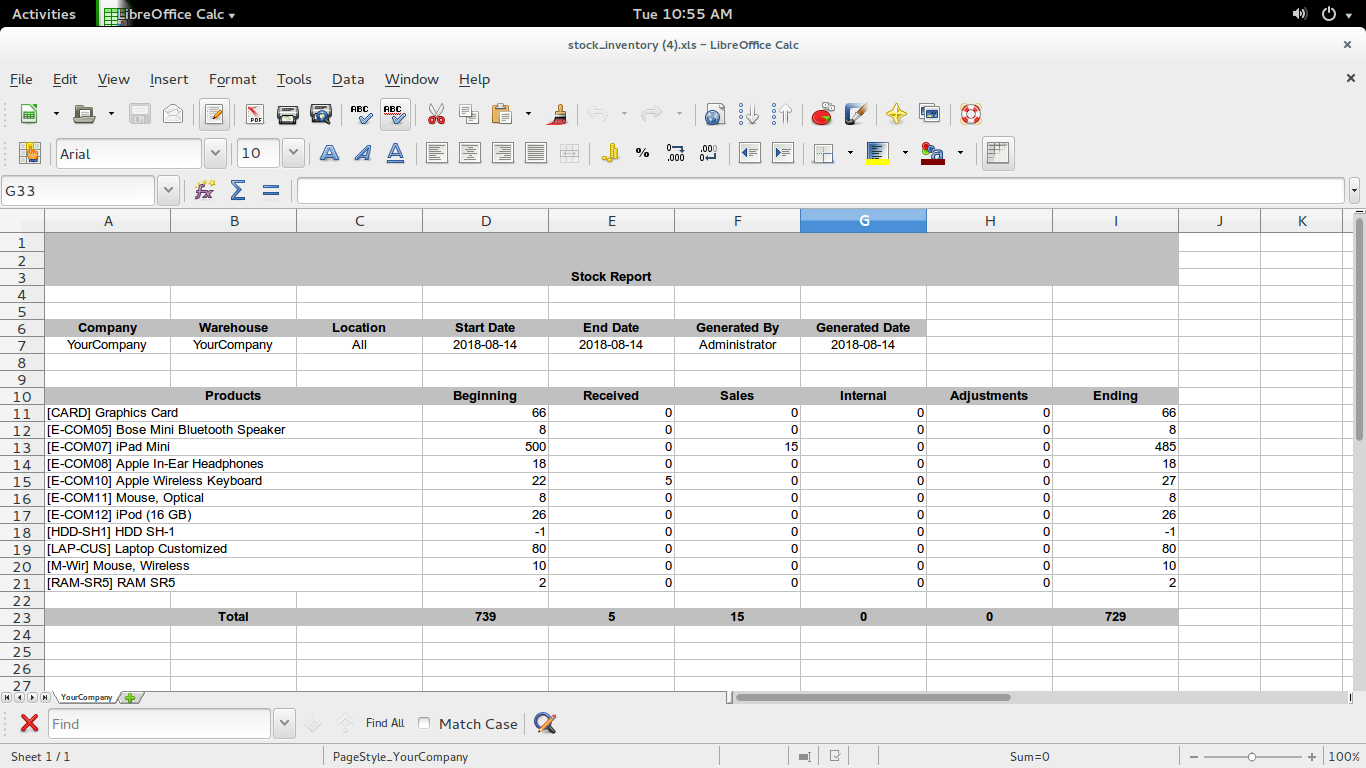 Activities LibreOffice Calc Tue 10:55 AM
stock_inventory (4).xls – LibreOffice Calc
File Edit View Insert Format Tools Data Window Help
PDF ABC ABC
Arial 10 A A A % .000 .00
G33 fx Σ =
A B C D E F G H I J K
1
2
3 Stock Report
4
5
6 Company Warehouse Location Start Date End Date Generated By Generated Date
7 YourCompany YourCompany All 2018-08-14 2018-08-14 Administrator 2018-08-14
8
9
10 Products Beginning Received Sales Internal Adjustments Ending
11 [CARD] Graphics Card 66 0 0 0 0 66
12 [E-COM05] Bose Mini Bluetooth Speaker 8 0 0 0 0 8
13 [E-COM07] iPad Mini 500 0 15 0 0 485
14 [E-COM08] Apple In-Ear Headphones 18 0 0 0 0 18
15 [E-COM10] Apple Wireless Keyboard 22 5 0 0 0 27
16 [E-COM11] Mouse, Optical 8 0 0 0 0 8
17 [E-COM12] iPod (16 GB) 26 0 0 0 0 26
18 [HDD-SH1] HDD SH-1 -1 0 0 0 0 -1
19 [LAP-CUS] Laptop Customized 80 0 0 0 0 80
20 [M-Wir] Mouse, Wireless 10 0 0 0 0 10
21 [RAM-SR5] RAM SR5 2 0 0 0 0 2
22
23 Total 739 5 15 0 0 729
24
25
26
27
YourCompany
Find Find All Match Case
Sheet 1 / 1 PageStyle_YourCompany Sum=0 100%